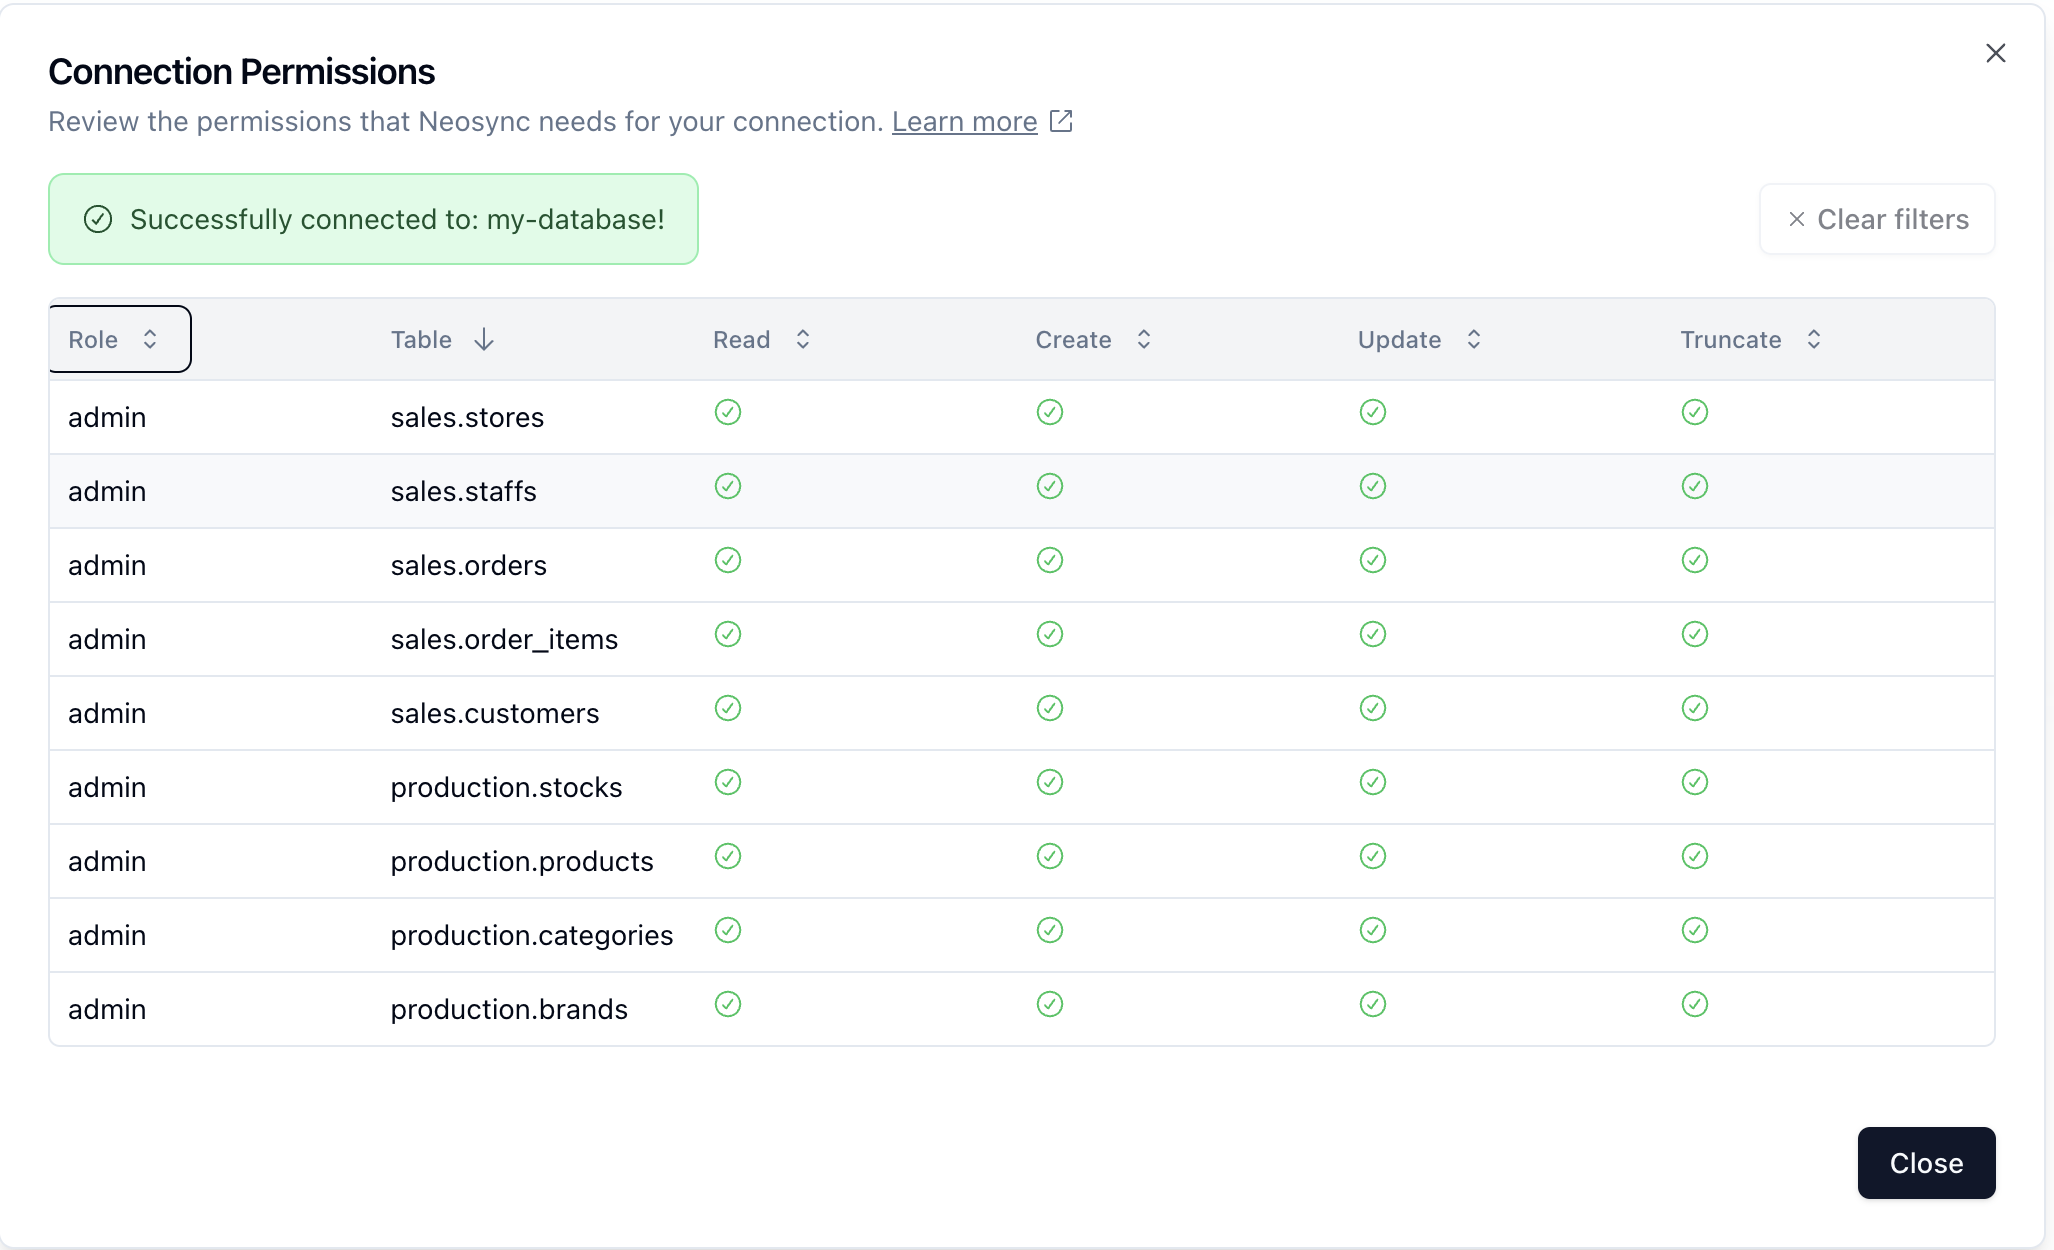 Connection Permissions
Review the permissions that Neosync needs for your connection. Learn more
Successfully connected to: my-database!
Clear filters
Role Table Read Create Update Truncate
admin sales.stores
admin sales.staffs
admin sales.orders
admin sales.order_items
admin sales.customers
admin production.stocks
admin production.products
admin production.categories
admin production.brands
Close